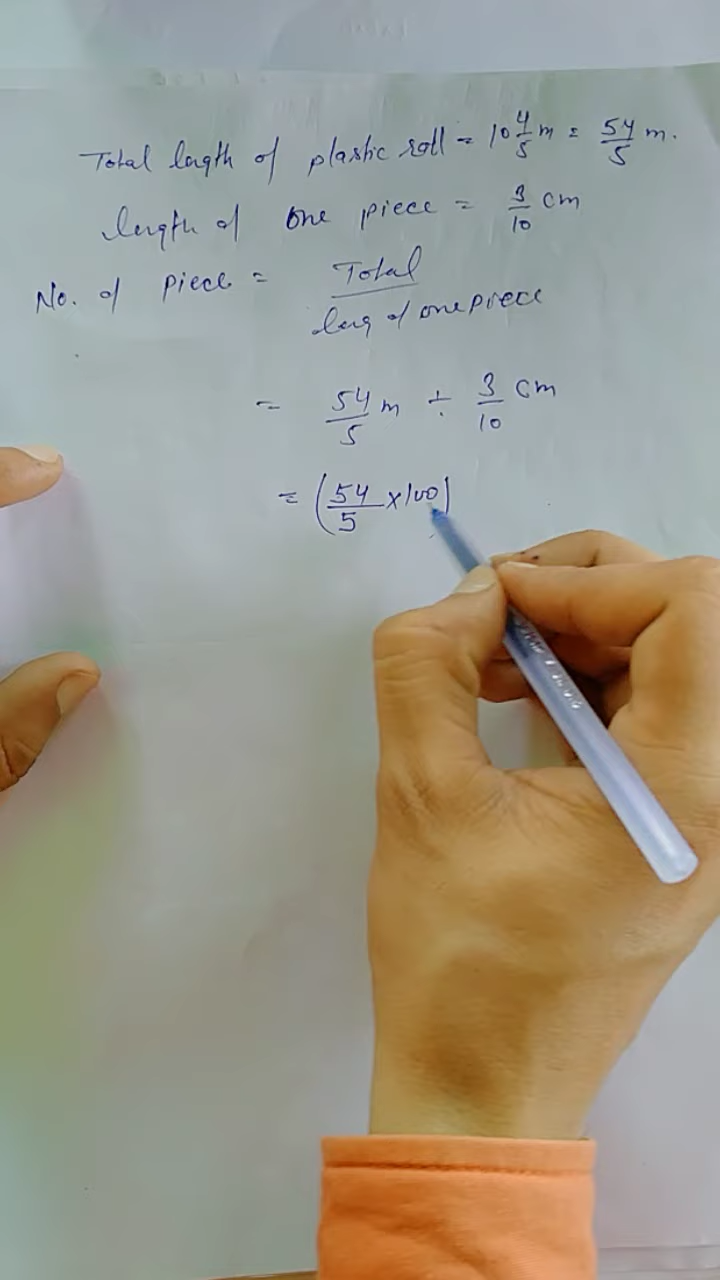 Total length of plastic roll = 10 4/5 m = 54/5 m.
length of one piece = 3/10 cm
No. of piece = Total / leng of one piece
= 54/5 m ÷ 3/10 cm
= (54/5 × 100)